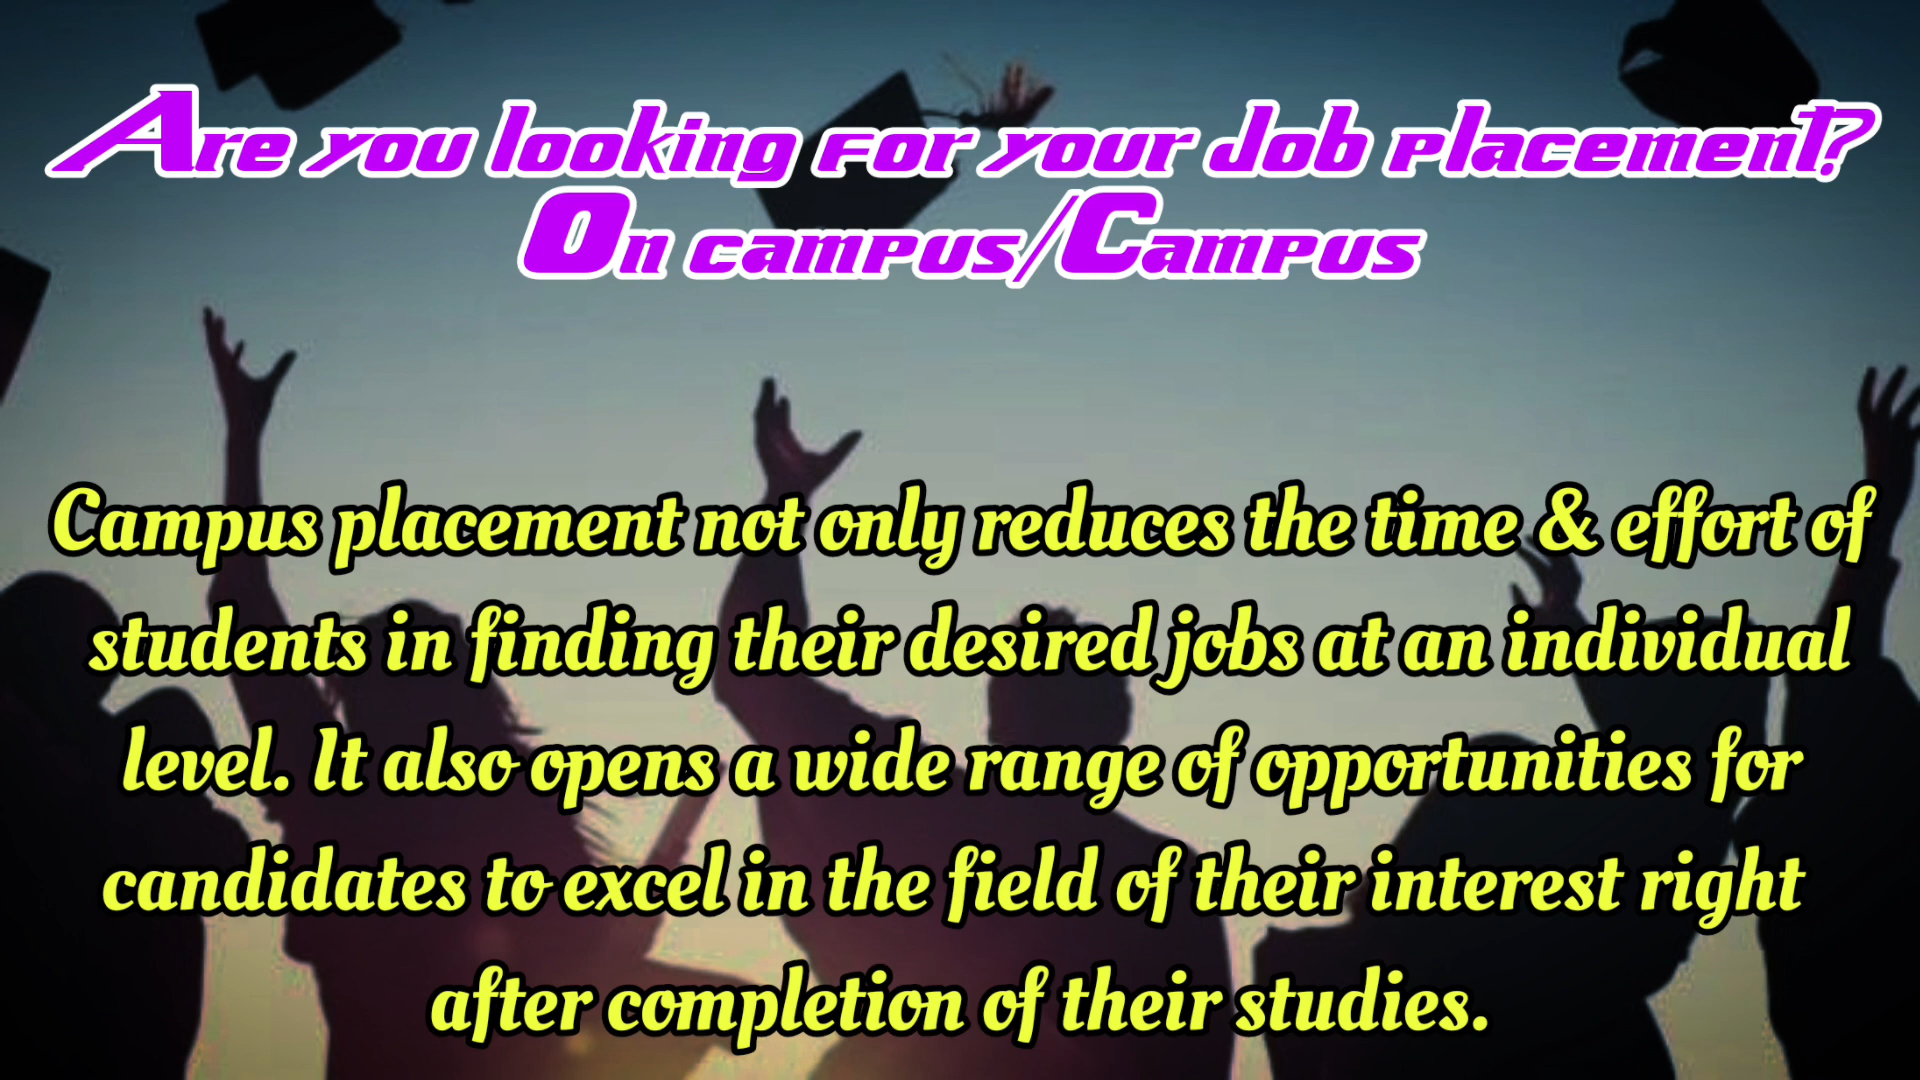 Are you looking for your Job placement?
On campus/Campus
Campus placement not only reduces the time & effort of
students in finding their desired jobs at an individual
level. It also opens a wide range of opportunities for
candidates to excel in the field of their interest right
after completion of their studies.